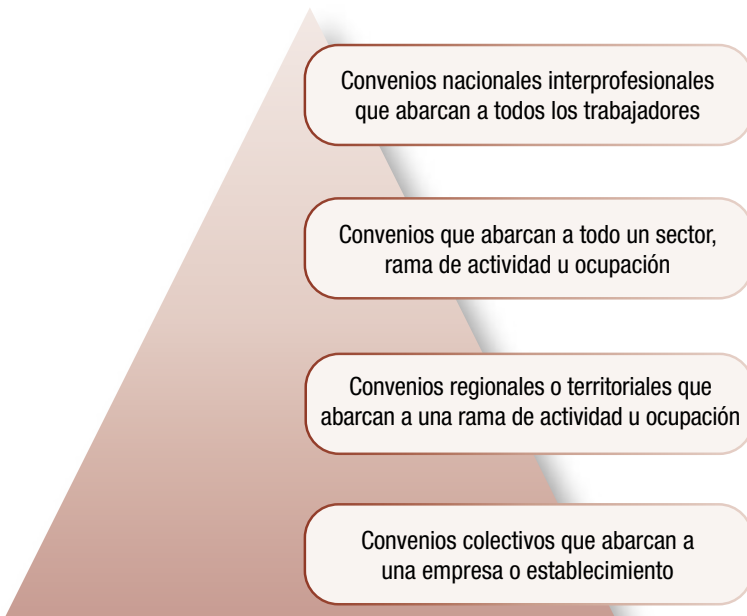 Convenios nacionales interprofesionales
que abarcan a todos los trabajadores
Convenios que abarcan a todo un sector,
rama de actividad u ocupación
Convenios regionales o territoriales que
abarcan a una rama de actividad u ocupación
Convenios colectivos que abarcan a
una empresa o establecimiento